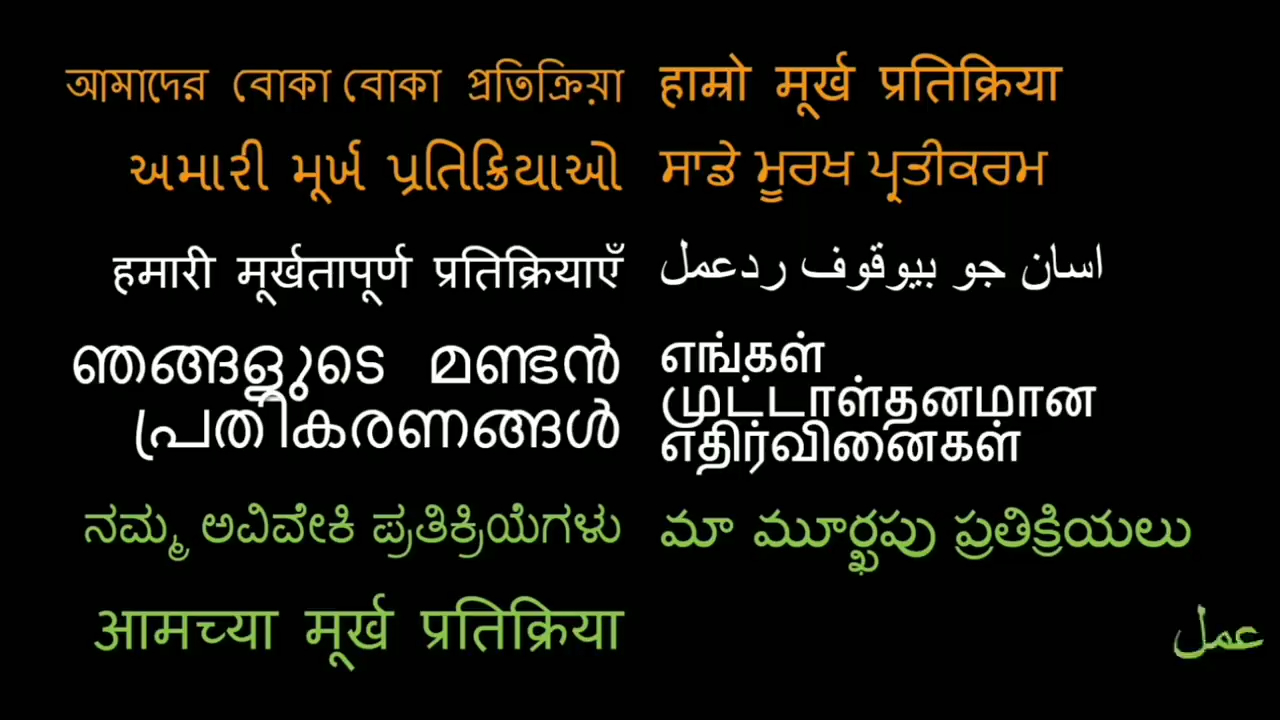 আমাদের বোকা বোকা প্রতিক্রিয়া
हाम्रो मूर्ख प्रतिक्रिया
અમારી મૂર્ખ પ્રતિક્રિયાઓ
ਸਾਡੇ ਮੂਰਖ ਪ੍ਰਤੀਕਰਮ
हमारी मूर्खतापूर्ण प्रतिक्रियाएँ
اسان جو بيوقوف ردعمل
ഞങ്ങളുടെ മണ്ടൻ
പ്രതികരണങ്ങൾ
எங்கள்
முட்டாள்தனமான
எதிர்வினைகள்
ನಮ್ಮ ಅವಿವೇಕಿ ಪ್ರತಿಕ್ರಿಯೆಗಳು
మా మూర్ఖపు ప్రతిక్రియలు
आमच्या मूर्ख प्रतिक्रिया
عمل